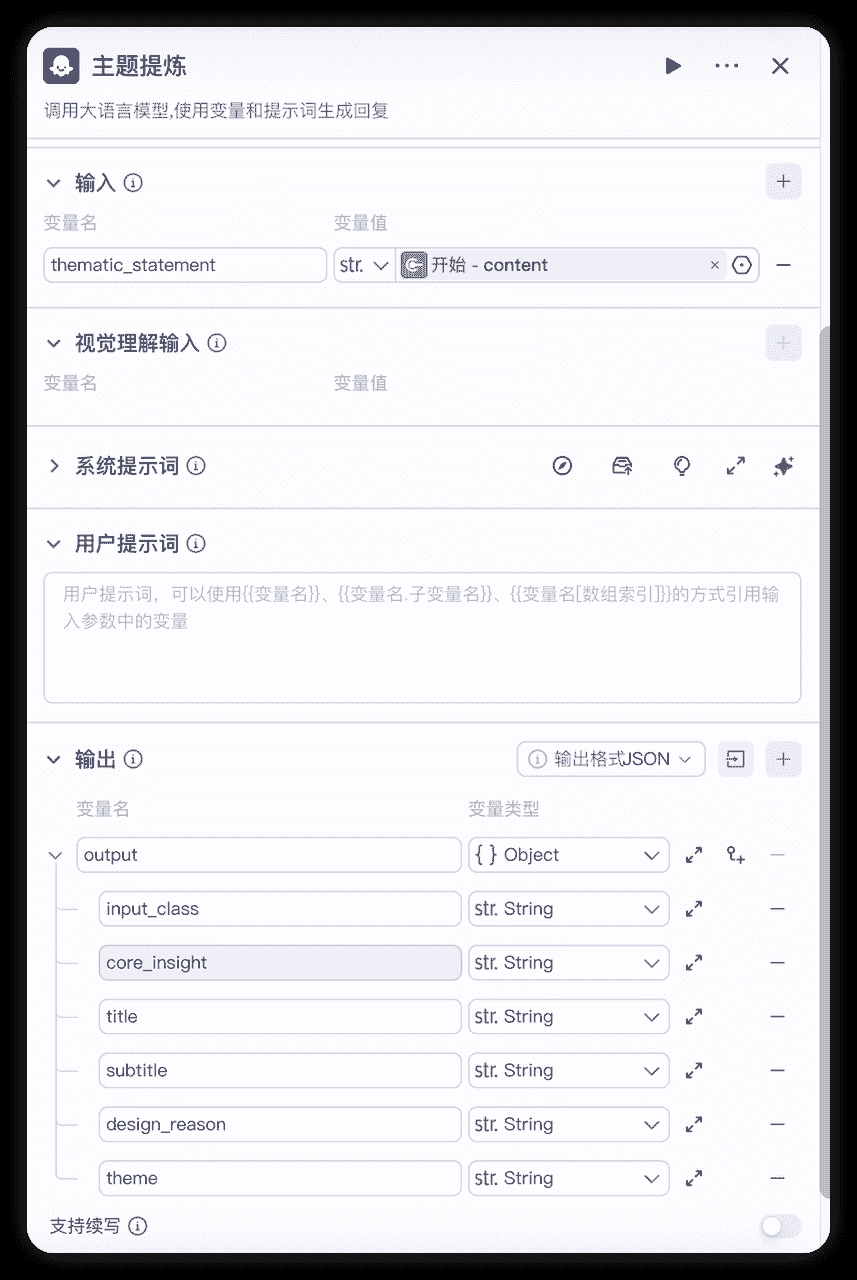 主题提炼
调用大语言模型,使用变量和提示词生成回复
输入
变量名 变量值
thematic_statement str. 开始 - content
视觉理解输入
变量名 变量值
系统提示词
用户提示词
用户提示词，可以使用{{变量名}}、{{变量名.子变量名}}、{{变量名[数组索引]}}的方式引用输
入参数中的变量
输出 输出格式JSON
变量名 变量类型
output { } Object
input_class str. String
core_insight str. String
title str. String
subtitle str. String
design_reason str. String
theme str. String
支持续写